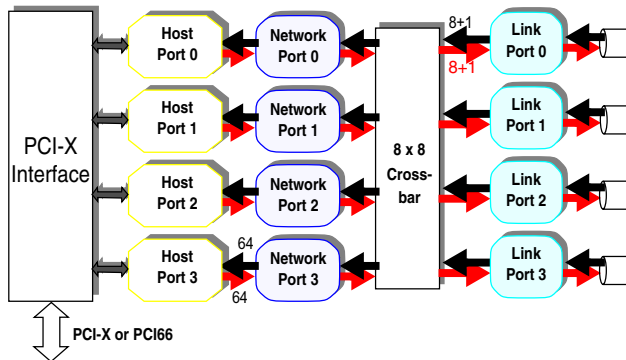 PCI-X
Interface
Host
Port 0
Network
Port 0
8+1
8+1
Link
Port 0
Host
Port 1
Network
Port 1
Link
Port 1
8 x 8
Cross-
bar
Host
Port 2
Network
Port 2
Link
Port 2
64
64
Host
Port 3
Network
Port 3
Link
Port 3
PCI-X or PCI66